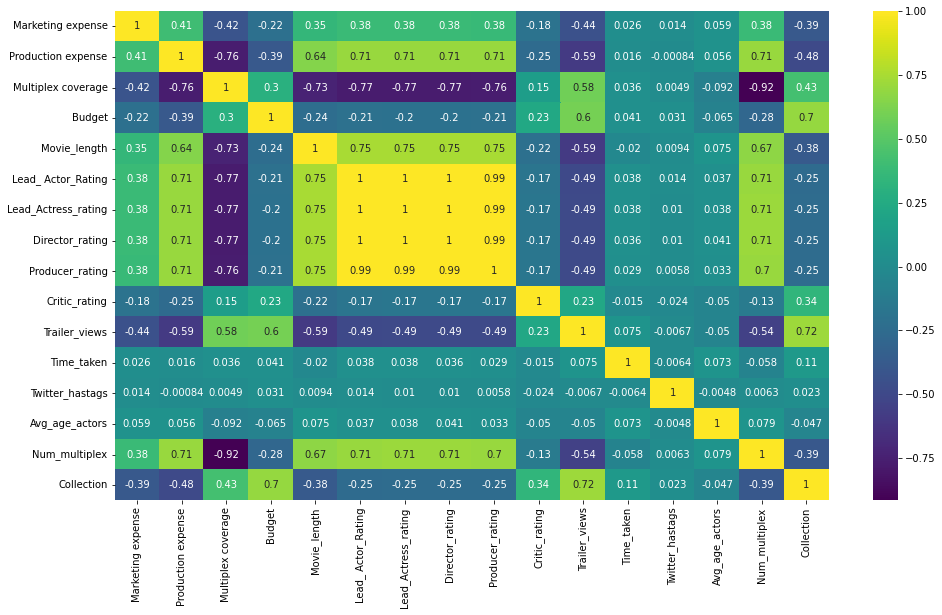 Marketing expense 1 0.41 -0.42 -0.22 0.35 0.38 0.38 0.38 0.38 -0.18 -0.44 0.026 0.014 0.059 0.38 -0.39
Production expense 0.41 1 -0.76 -0.39 0.64 0.71 0.71 0.71 0.71 -0.25 -0.59 0.016 -0.00084 0.056 0.71 -0.48
Multiplex coverage -0.42 -0.76 1 0.3 -0.73 -0.77 -0.77 -0.77 -0.76 0.15 0.58 0.036 0.0049 -0.092 -0.92 0.43
Budget -0.22 -0.39 0.3 1 -0.24 -0.21 -0.2 -0.2 -0.21 0.23 0.6 0.041 0.031 -0.065 -0.28 0.7
Movie_length 0.35 0.64 -0.73 -0.24 1 0.75 0.75 0.75 0.75 -0.22 -0.59 -0.02 0.0094 0.075 0.67 -0.38
Lead_ Actor_Rating 0.38 0.71 -0.77 -0.21 0.75 1 1 1 0.99 -0.17 -0.49 0.038 0.014 0.037 0.71 -0.25
Lead_Actress_rating 0.38 0.71 -0.77 -0.2 0.75 1 1 1 0.99 -0.17 -0.49 0.038 0.01 0.038 0.71 -0.25
Director_rating 0.38 0.71 -0.77 -0.2 0.75 1 1 1 0.99 -0.17 -0.49 0.036 0.01 0.041 0.71 -0.25
Producer_rating 0.38 0.71 -0.76 -0.21 0.75 0.99 0.99 0.99 1 -0.17 -0.49 0.029 0.0058 0.033 0.7 -0.25
Critic_rating -0.18 -0.25 0.15 0.23 -0.22 -0.17 -0.17 -0.17 -0.17 1 0.23 -0.015 -0.024 -0.05 -0.13 0.34
Trailer_views -0.44 -0.59 0.58 0.6 -0.59 -0.49 -0.49 -0.49 -0.49 0.23 1 0.075 -0.0067 -0.05 -0.54 0.72
Time_taken 0.026 0.016 0.036 0.041 -0.02 0.038 0.038 0.036 0.029 -0.015 0.075 1 -0.0064 0.073 -0.058 0.11
Twitter_hastags 0.014 -0.00084 0.0049 0.031 0.0094 0.014 0.01 0.01 0.0058 -0.024 -0.0067 -0.0064 1 -0.0048 0.0063 0.023
Avg_age_actors 0.059 0.056 -0.092 -0.065 0.075 0.037 0.038 0.041 0.033 -0.05 -0.05 0.073 -0.0048 1 0.079 -0.047
Num_multiplex 0.38 0.71 -0.92 -0.28 0.67 0.71 0.71 0.71 0.7 -0.13 -0.54 -0.058 0.0063 0.079 1 -0.39
Collection -0.39 -0.48 0.43 0.7 -0.38 -0.25 -0.25 -0.25 -0.25 0.34 0.72 0.11 0.023 -0.047 -0.39 1
Marketing expense
Production expense
Multiplex coverage
Budget
Movie_length
Lead_ Actor_Rating
Lead_Actress_rating
Director_rating
Producer_rating
Critic_rating
Trailer_views
Time_taken
Twitter_hastags
Avg_age_actors
Num_multiplex
Collection
1.00
0.75
0.50
0.25
0.00
-0.25
-0.50
-0.75